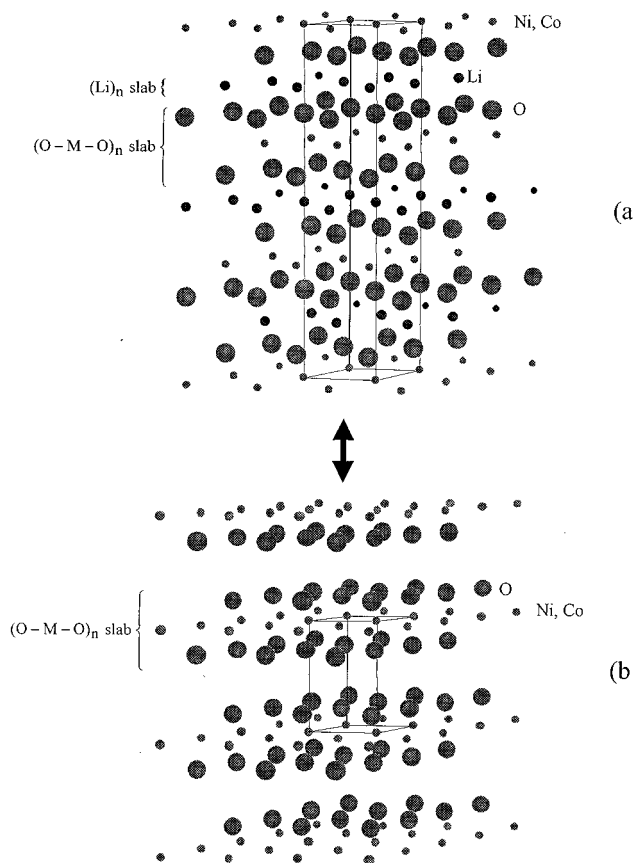 Ni, Co
Li
(Li)n slab
O
(O – M – O)n slab
(a
O
Ni, Co
(O – M – O)n slab
(b